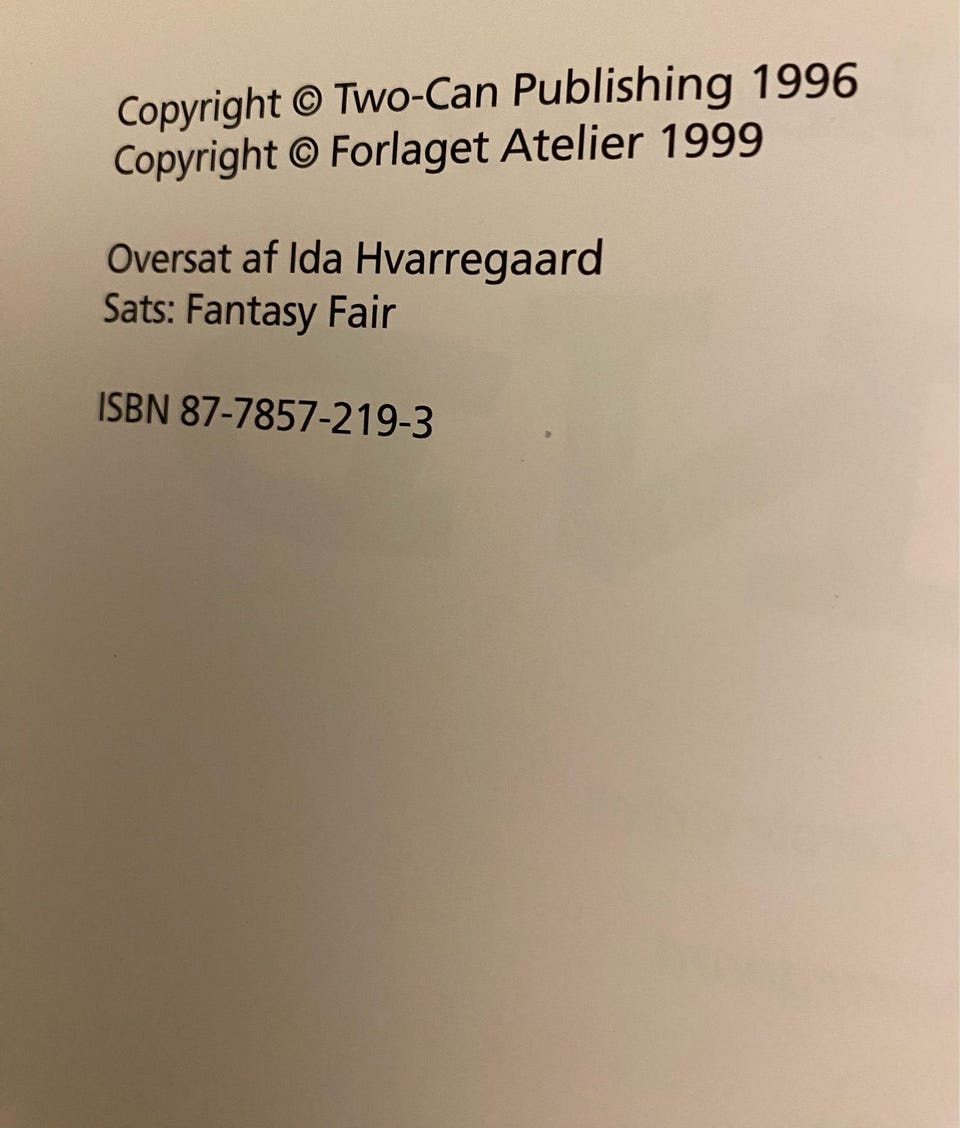 Copyright © Two-Can Publishing 1996
Copyright © Forlaget Atelier 1999
Oversat af Ida Hvarregaard
Sats: Fantasy Fair
ISBN 87-7857-219-3